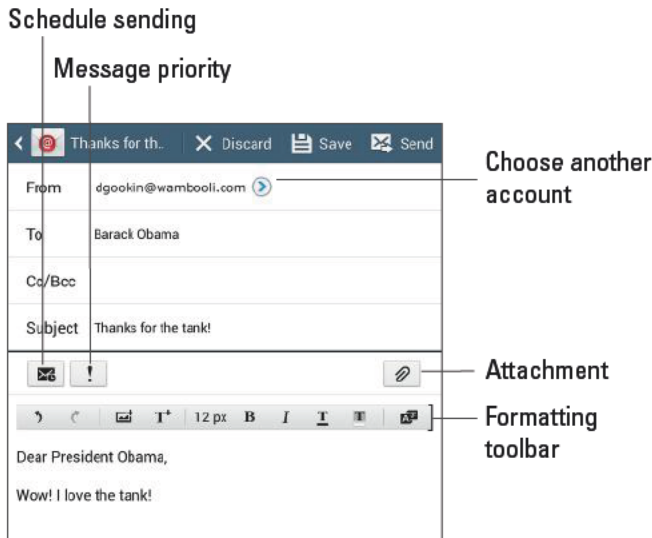 Schedule sending
Message priority
Thanks for th.. Discard Save Send
Choose another
account
From dgookin@wambooli.com
To Barack Obama
Cc/Bcc
Subject Thanks for the tank!
!
Attachment
T+ 12 px B I T T
Formatting
toolbar
Dear President Obama,
Wow! I love the tank!